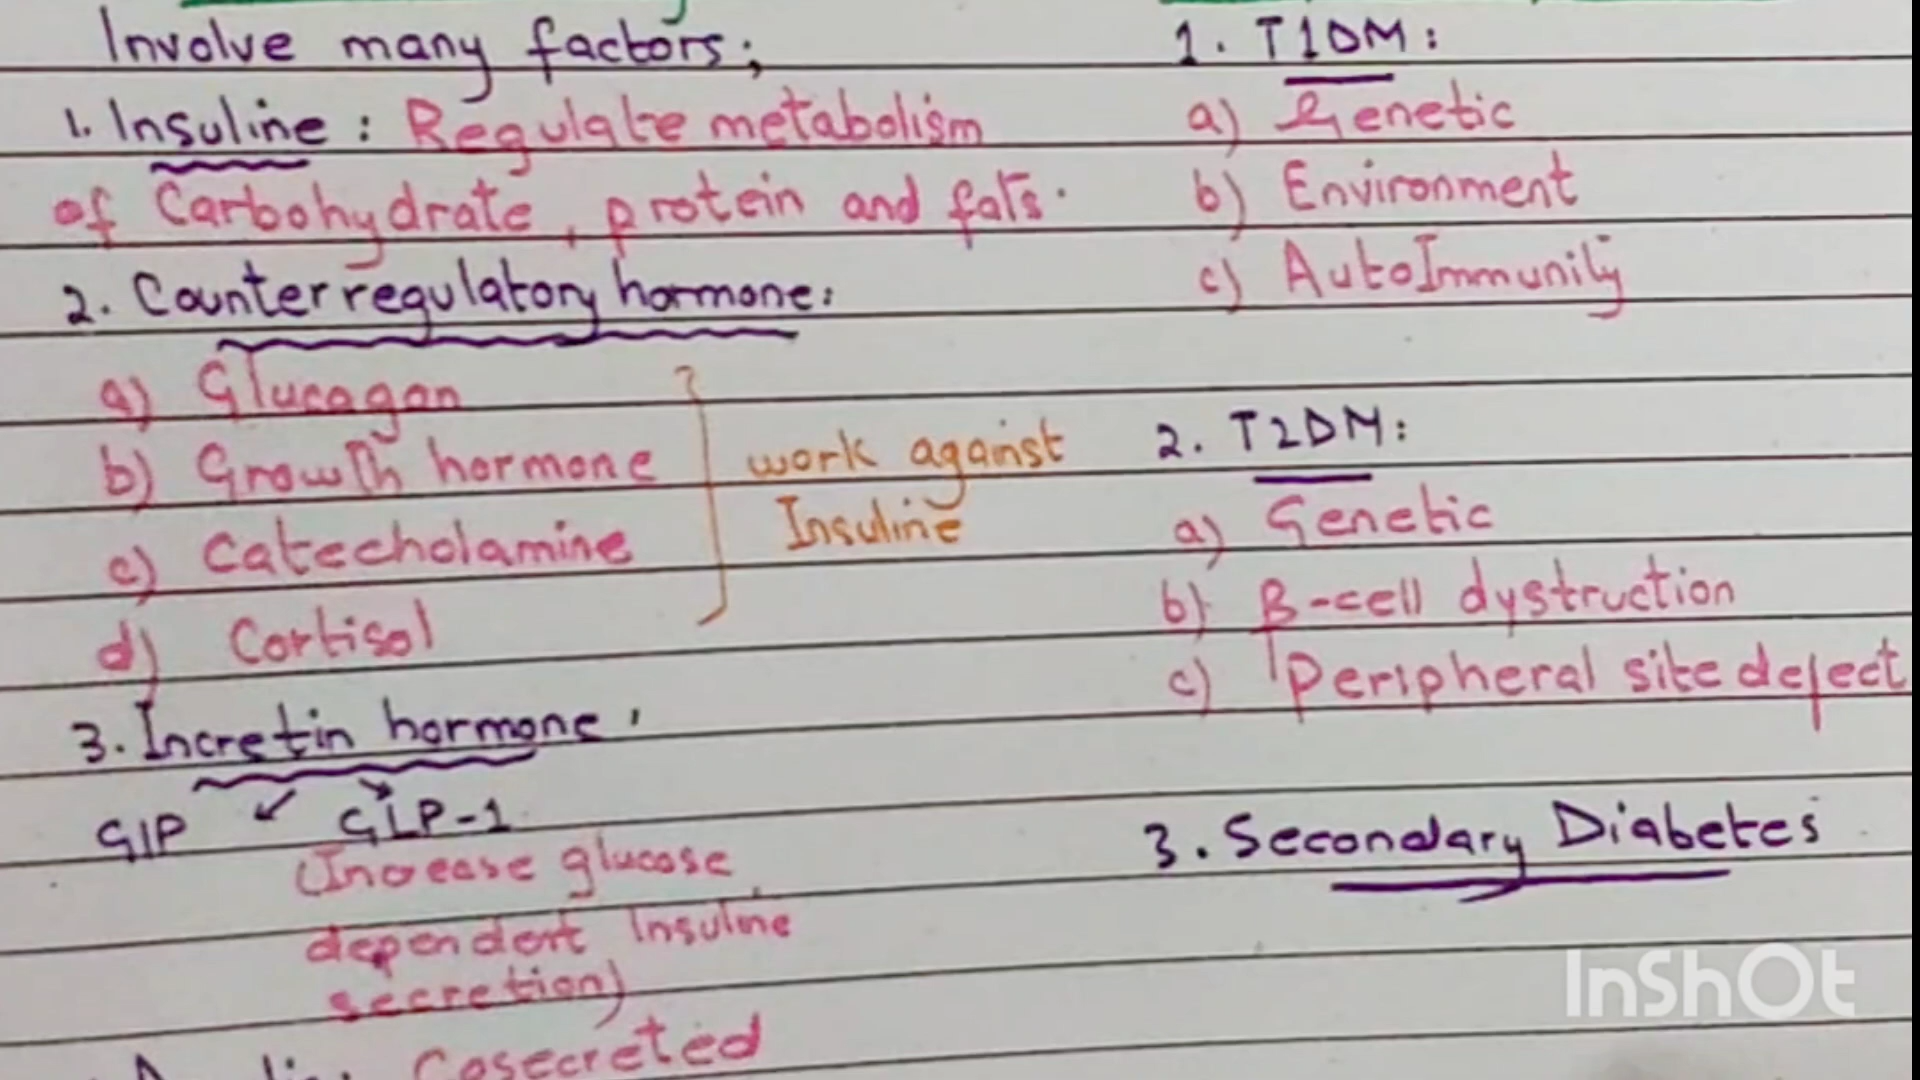 Involve many factors;
1. Insuline : Regulate metabolism
of Carbohydrate, protein and fats.
2. Counter regulatory hormone:
a) Glucagon
b) Growth hormone
c) Catecholamine
d) Cortisol
work against
Insuline
3. Incretin hormone,
GIP GLP-1
(Increase glucose
dependent Insuline
secretion)
Cosecreted
1. T1DM:
a) Genetic
b) Environment
c) AutoImmunity
2. T2DM:
a) Genetic
b) B-cell dystruction
c) Peripheral site defect
3. Secondary Diabetes
InShOt